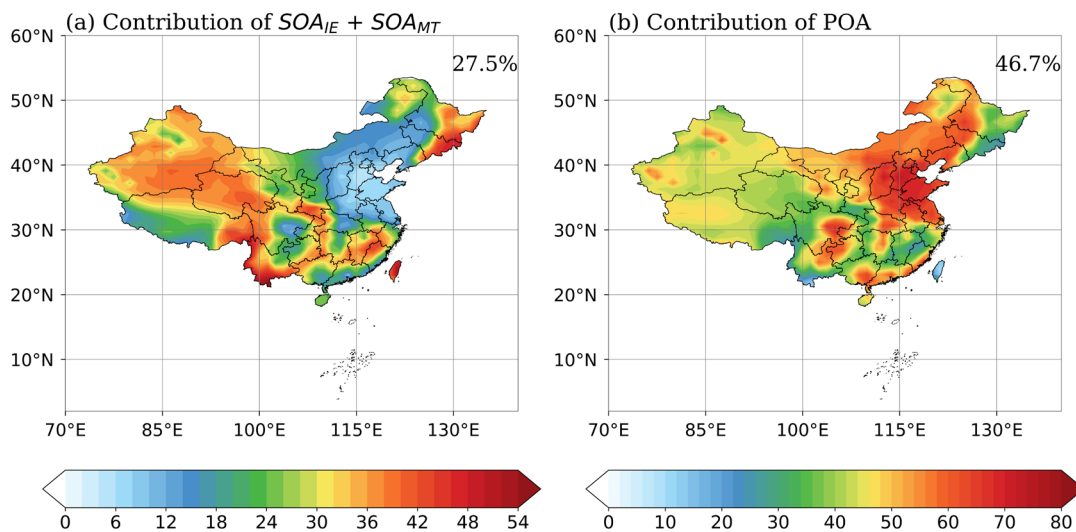 (a) Contribution of SOA_IE + SOA_MT
(b) Contribution of POA
60°N
27.5%
50°N
40°N
30°N
20°N
10°N
70°E 85°E 100°E 115°E 130°E
60°N
46.7%
50°N
40°N
30°N
20°N
10°N
70°E 85°E 100°E 115°E 130°E
0 6 12 18 24 30 36 42 48 54
0 10 20 30 40 50 60 70 80